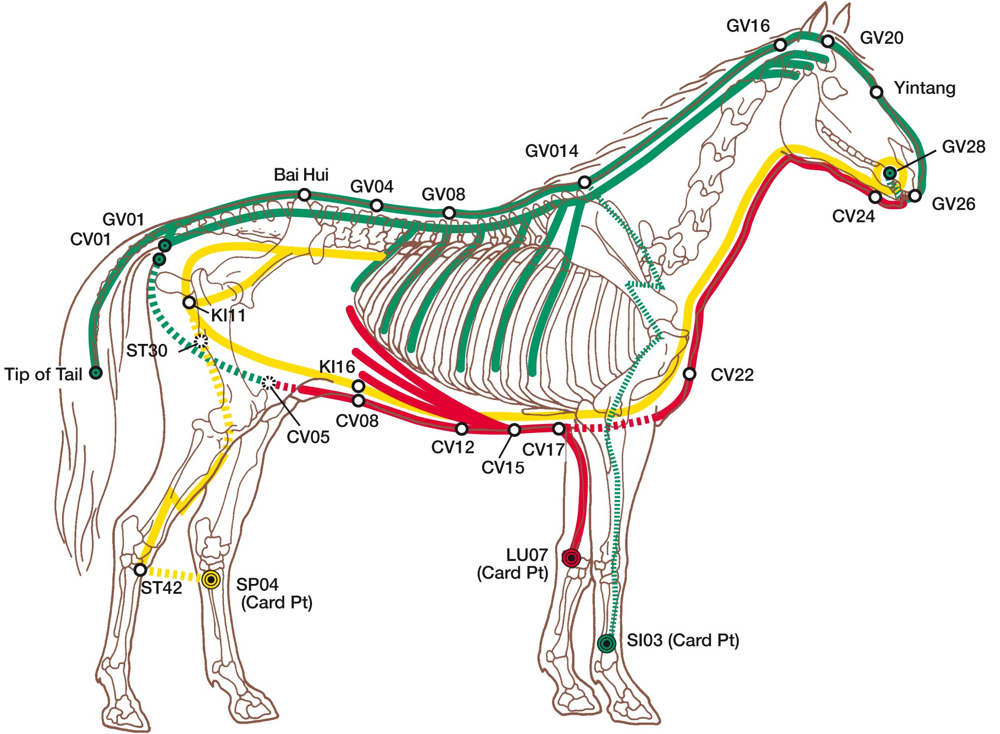 GV16
GV20
Yintang
GV28
GV014
Bai Hui
GV04
GV08
GV26
CV24
GV01
CV01
KI11
ST30
KI16
Tip of Tail
CV22
CV08
CV05
CV12
CV17
CV15
LU07
(Card Pt)
ST42
SP04
(Card Pt)
SI03 (Card Pt)